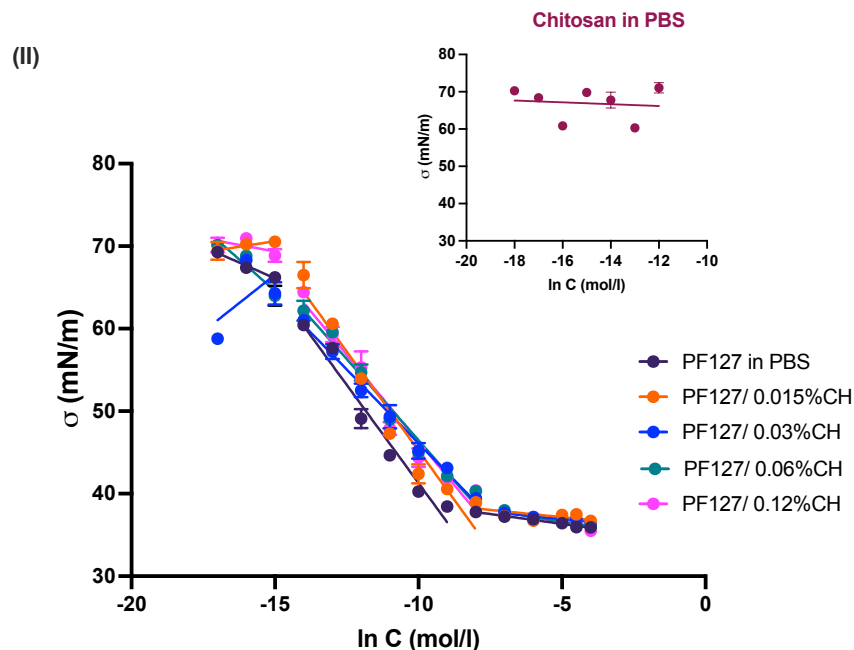 Chitosan in PBS
(II)
80
70
60
50
40
30
σ (mN/m)
-20
-18
-16
-14
-12
-10
ln C (mol/l)
80
70
60
50
40
30
σ (mN/m)
-20
-15
-10
-5
0
ln C (mol/l)
PF127 in PBS
PF127/ 0.015%CH
PF127/ 0.03%CH
PF127/ 0.06%CH
PF127/ 0.12%CH